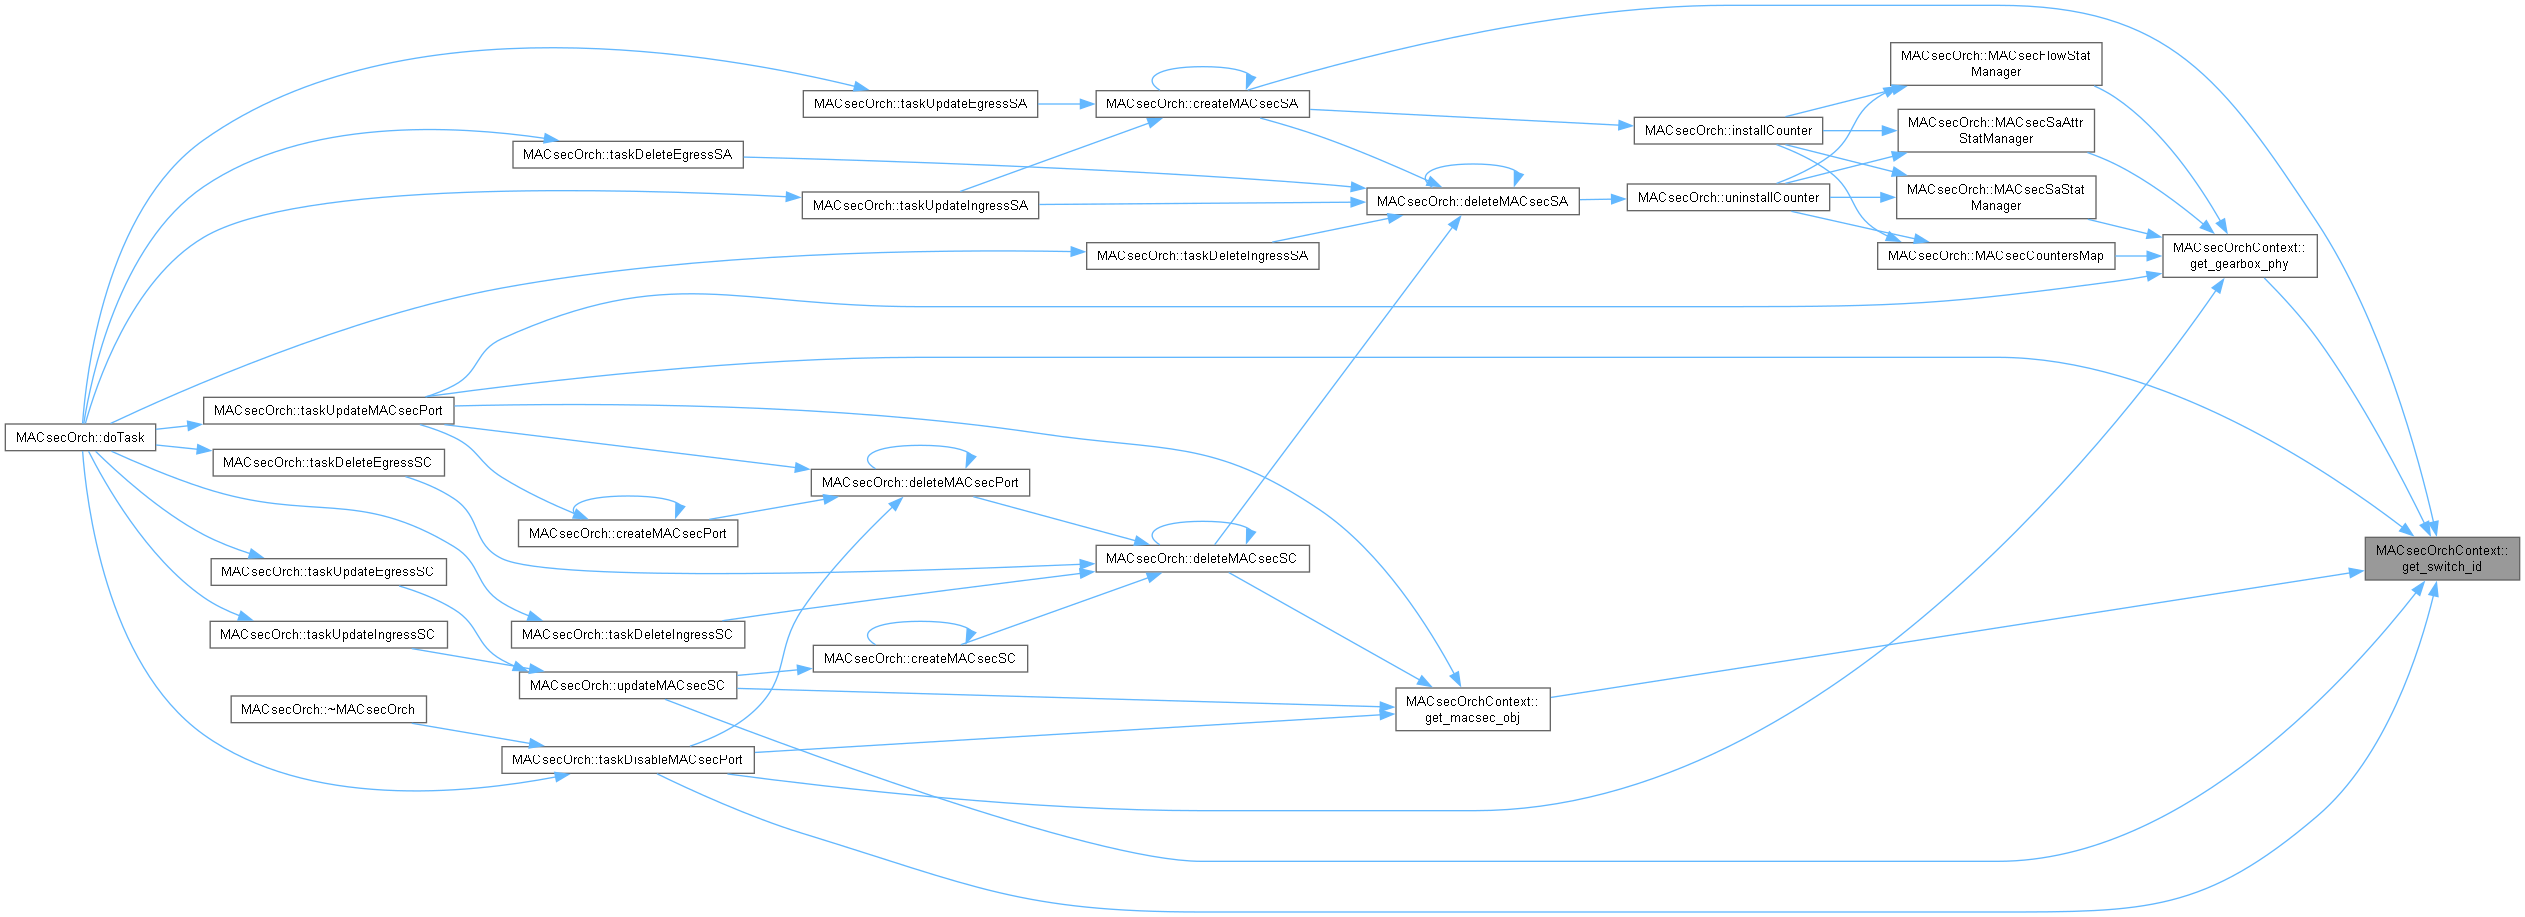 MACsecOrch::doTask
MACsecOrch::taskUpdateEgressSA
MACsecOrch::taskDeleteEgressSA
MACsecOrch::taskUpdateIngressSA
MACsecOrch::taskDeleteIngressSA
MACsecOrch::createMACsecSA
MACsecOrch::deleteMACsecSA
MACsecOrch::installCounter
MACsecOrch::uninstallCounter
MACsecOrch::MACsecFlowStat
Manager
MACsecOrch::MACsecSaAttr
StatManager
MACsecOrch::MACsecSaStat
Manager
MACsecOrch::MACsecCountersMap
MACsecOrchContext::
get_gearbox_phy
MACsecOrch::taskUpdateMACsecPort
MACsecOrch::taskDeleteEgressSC
MACsecOrch::deleteMACsecPort
MACsecOrch::createMACsecPort
MACsecOrch::deleteMACsecSC
MACsecOrchContext::
get_switch_id
MACsecOrch::taskUpdateEgressSC
MACsecOrch::taskUpdateIngressSC
MACsecOrch::taskDeleteIngressSC
MACsecOrch::createMACsecSC
MACsecOrch::updateMACsecSC
MACsecOrchContext::
get_macsec_obj
MACsecOrch::~MACsecOrch
MACsecOrch::taskDisableMACsecPort